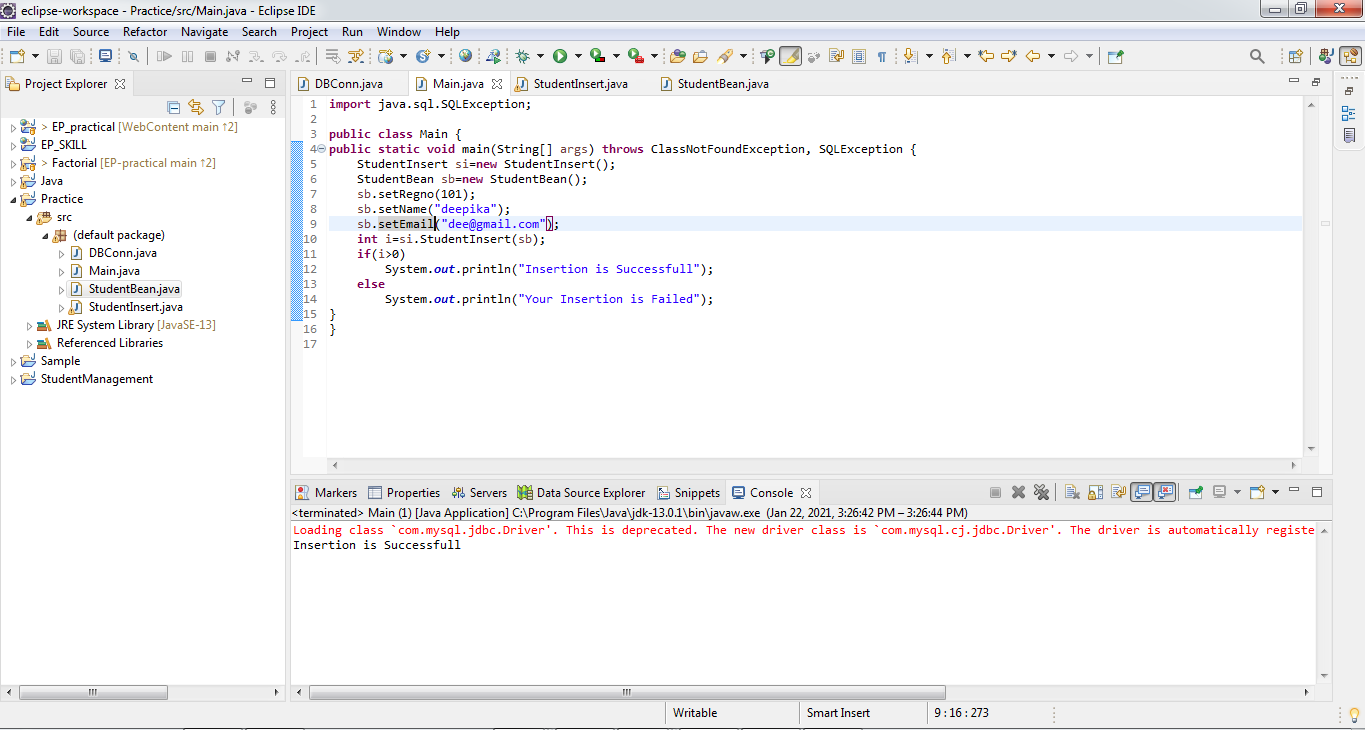 eclipse-workspace - Practice/src/Main.java - Eclipse IDE
File Edit Source Refactor Navigate Search Project Run Window Help
Project Explorer
> EP_practical [WebContent main ↑2]
EP_SKILL
> Factorial [EP-practical main ↑2]
Java
Practice
src
(default package)
DBConn.java
Main.java
StudentBean.java
StudentInsert.java
JRE System Library [JavaSE-13]
Referenced Libraries
Sample
StudentManagement
DBConn.java Main.java StudentInsert.java StudentBean.java
1 import java.sql.SQLException;
2
3 public class Main {
4 public static void main(String[] args) throws ClassNotFoundException, SQLException {
5 StudentInsert si=new StudentInsert();
6 StudentBean sb=new StudentBean();
7 sb.setRegno(101);
8 sb.setName("deepika");
9 sb.setEmail("dee@gmail.com");
10 int i=si.StudentInsert(sb);
11 if(i>0)
12 System.out.println("Insertion is Successfull");
13 else
14 System.out.println("Your Insertion is Failed");
15 }
16 }
17
Markers Properties Servers Data Source Explorer Snippets Console
<terminated> Main (1) [Java Application] C:\Program Files\Java\jdk-13.0.1\bin\javaw.exe (Jan 22, 2021, 3:26:42 PM – 3:26:44 PM)
Loading class `com.mysql.jdbc.Driver'. This is deprecated. The new driver class is `com.mysql.cj.jdbc.Driver'. The driver is automatically registe
Insertion is Successfull
Writable Smart Insert 9 : 16 : 273